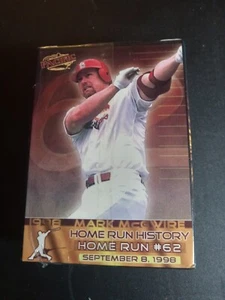 1998 MARK McGWIRE
HOME RUN HISTORY
HOME RUN #62
SEPTEMBER 8, 1998